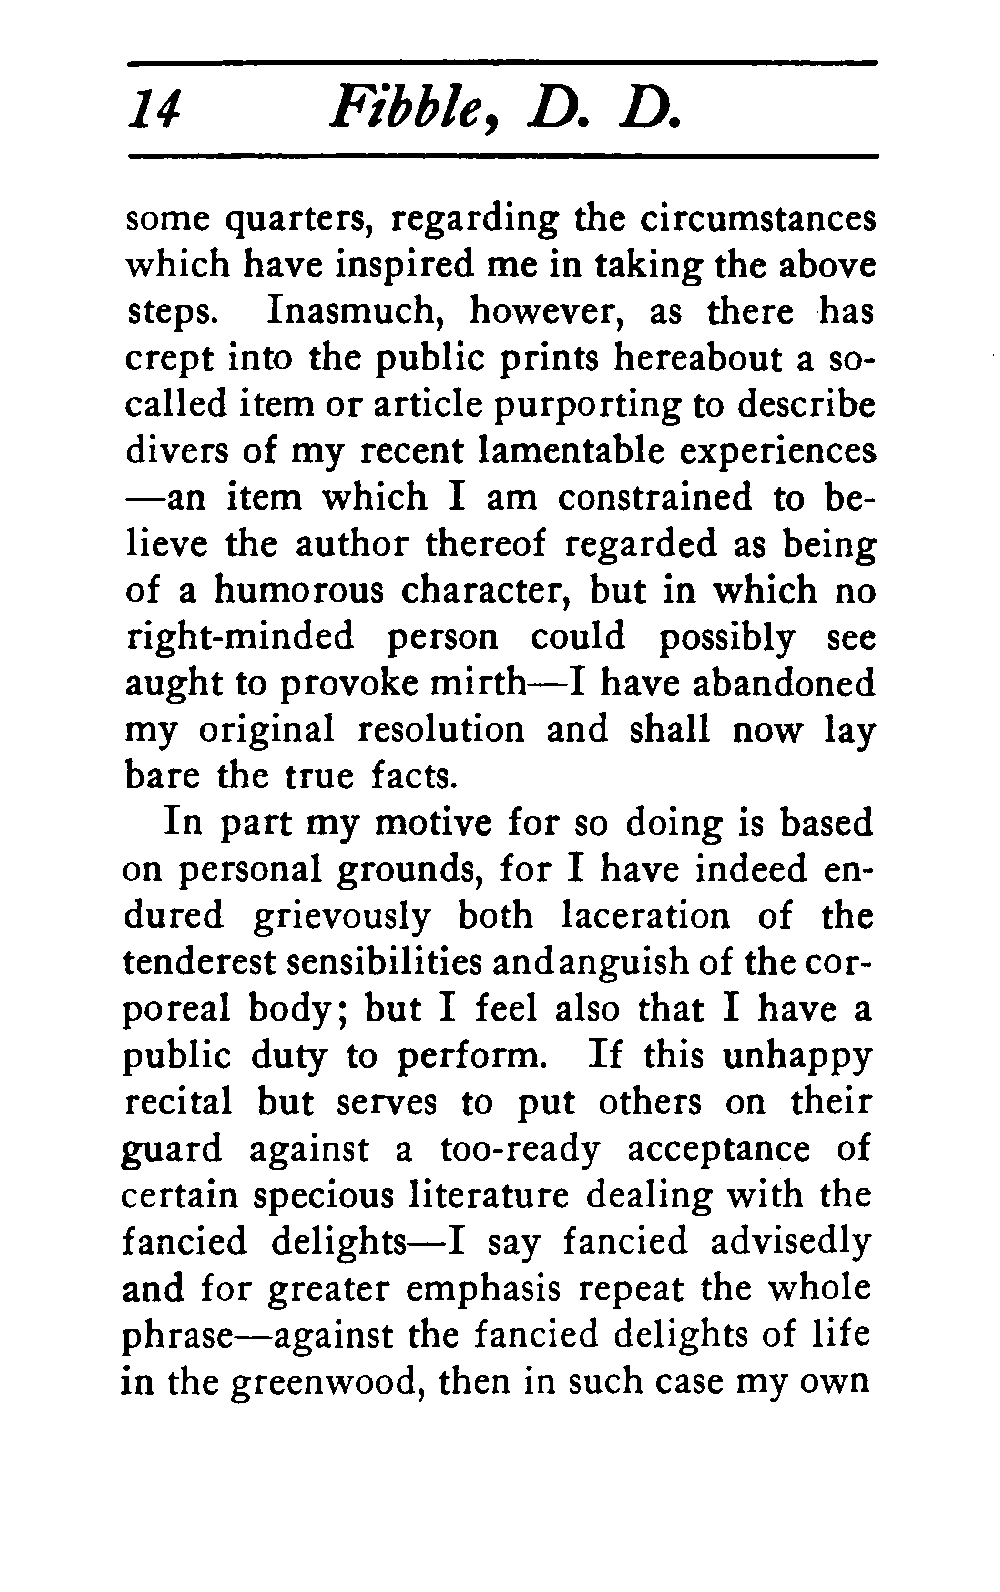 14 Fibble, D. D.
some quarters, regarding the circumstances
which have inspired me in taking the above
steps. Inasmuch, however, as there has
crept into the public prints hereabout a so-
called item or article purporting to describe
divers of my recent lamentable experiences
—an item which I am constrained to be-
lieve the author thereof regarded as being
of a humorous character, but in which no
right-minded person could possibly see
aught to provoke mirth—I have abandoned
my original resolution and shall now lay
bare the true facts.
In part my motive for so doing is based
on personal grounds, for I have indeed en-
dured grievously both laceration of the
tenderest sensibilities and anguish of the cor-
poreal body; but I feel also that I have a
public duty to perform. If this unhappy
recital but serves to put others on their
guard against a too-ready acceptance of
certain specious literature dealing with the
fancied delights—I say fancied advisedly
and for greater emphasis repeat the whole
phrase—against the fancied delights of life
in the greenwood, then in such case my own